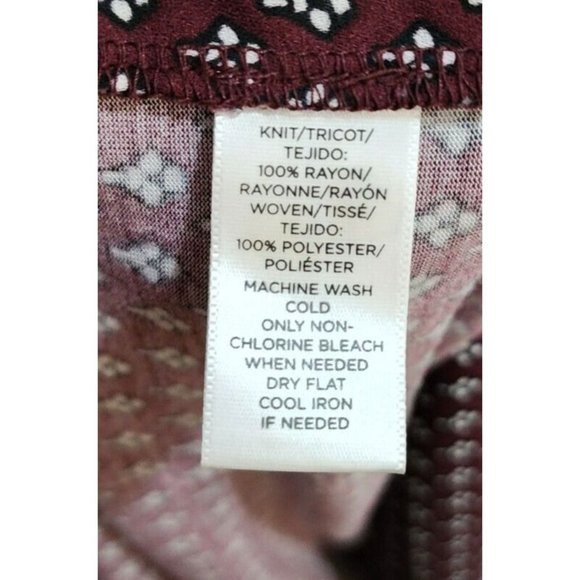 KNIT/TRICOT/
TEJIDO:
100% RAYON/
RAYONNE/RAYÓN
WOVEN/TISSÉ/
TEJIDO:
100% POLYESTER/
POLIÉSTER
MACHINE WASH
COLD
ONLY NON-
CHLORINE BLEACH
WHEN NEEDED
DRY FLAT
COOL IRON
IF NEEDED